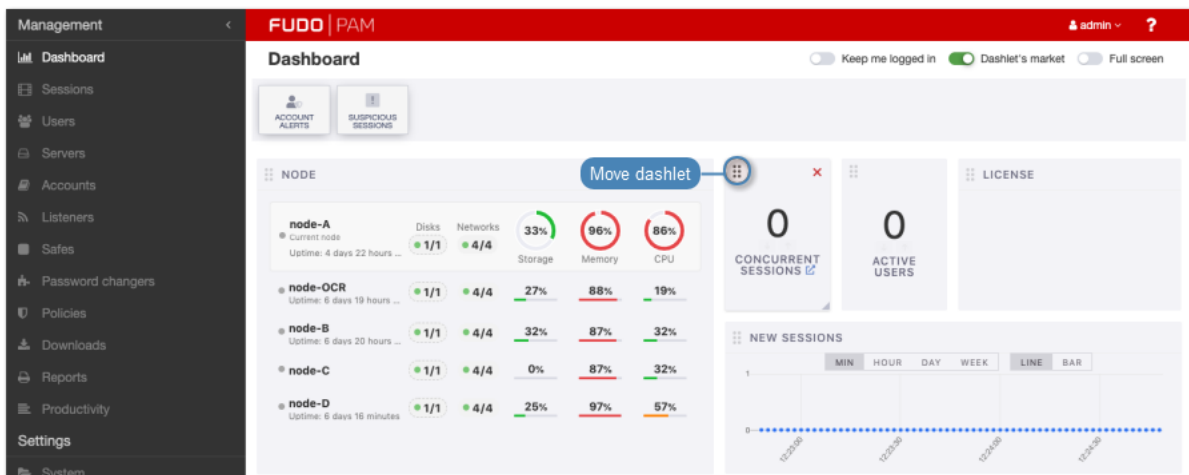 Management
FUDO PAM
admin
?
Dashboard
Dashboard
Keep me logged in
Dashlet's market
Full screen
Sessions
Users
Servers
Accounts
Listeners
Safes
Password changers
Policies
Downloads
Reports
Productivity
Settings
System
ACCOUNT
ALERTS
!
SUSPICIOUS
SESSIONS
NODE
Move dashlet
node-A
Current node
Uptime: 4 days 22 hours ...
Disks
1/1
Networks
4/4
33%
Storage
96%
Memory
86%
CPU
node-OCR
Uptime: 6 days 19 hours ...
1/1 4/4 27% 88% 19%
node-B
Uptime: 6 days 20 hours ...
1/1 4/4 32% 87% 32%
node-C 1/1 4/4 0% 87% 32%
node-D
Uptime: 6 days 16 minutes
1/1 4/4 25% 97% 57%
0
CONCURRENT
SESSIONS
0
ACTIVE
USERS
LICENSE
NEW SESSIONS
MIN HOUR DAY WEEK LINE BAR
1
0
12:23:00 12:23:30 12:24:00 12:24:30